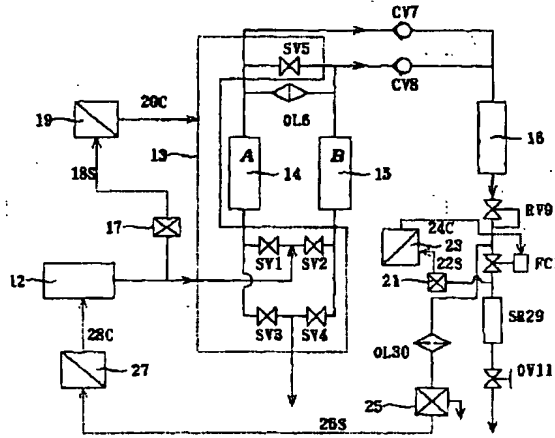 CV7
SV5
CV8
20C
19
OL6
16
13
A
14
B
15
18S
RV9
24C
23
17
22S
FC
SV1
SV2
21
12
SR29
SV3
SV4
28C
OL30
OV11
27
25
26S